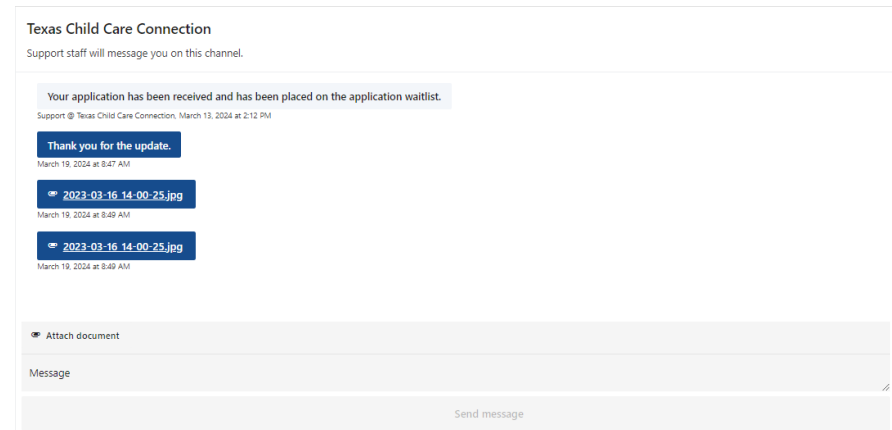 Texas Child Care Connection
Support staff will message you on this channel.
Your application has been received and has been placed on the application waitlist.
Support @ Texas Child Care Connection, March 13, 2024 at 2:12 PM
Thank you for the update.
March 19, 2024 at 8:47 AM
2023-03-16 14-00-25.jpg
March 19, 2024 at 8:49 AM
2023-03-16 14-00-25.jpg
March 19, 2024 at 8:49 AM
Attach document
Message
Send message